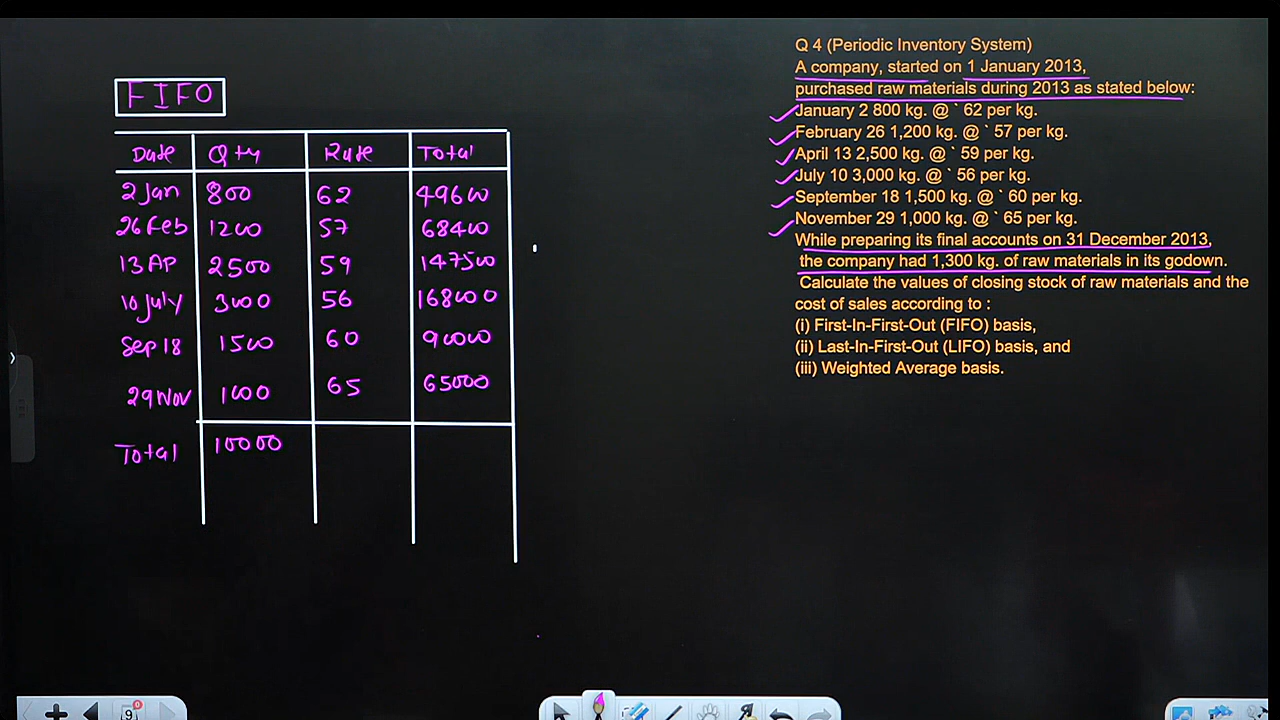 FIFO
Date Qty Rate Total
2 Jan 800 62 49600
26 Feb 1200 57 68400
13 AP 2500 59 147500
10 July 3000 56 168000
Sep 18 1500 60 90000
29 Nov 1000 65 65000
Total 10000
Q 4 (Periodic Inventory System)
A company, started on 1 January 2013,
purchased raw materials during 2013 as stated below:
January 2 800 kg. @ ` 62 per kg.
February 26 1,200 kg. @ ` 57 per kg.
April 13 2,500 kg. @ ` 59 per kg.
July 10 3,000 kg. @ ` 56 per kg.
September 18 1,500 kg. @ ` 60 per kg.
November 29 1,000 kg. @ ` 65 per kg.
While preparing its final accounts on 31 December 2013,
the company had 1,300 kg. of raw materials in its godown.
Calculate the values of closing stock of raw materials and the
cost of sales according to :
(i) First-In-First-Out (FIFO) basis,
(ii) Last-In-First-Out (LIFO) basis, and
(iii) Weighted Average basis.
9
0